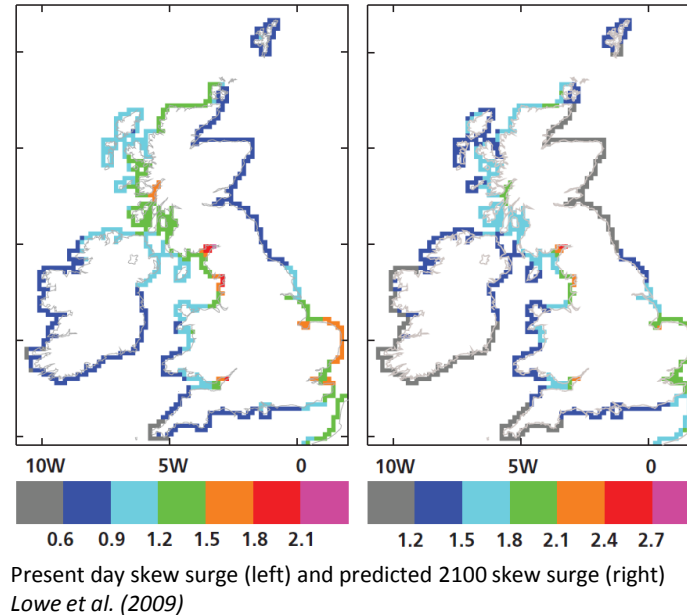 10W 5W 0 10W 5W 0
0.6 0.9 1.2 1.5 1.8 2.1 1.2 1.5 1.8 2.1 2.4 2.7
Present day skew surge (left) and predicted 2100 skew surge (right)
Lowe et al. (2009)